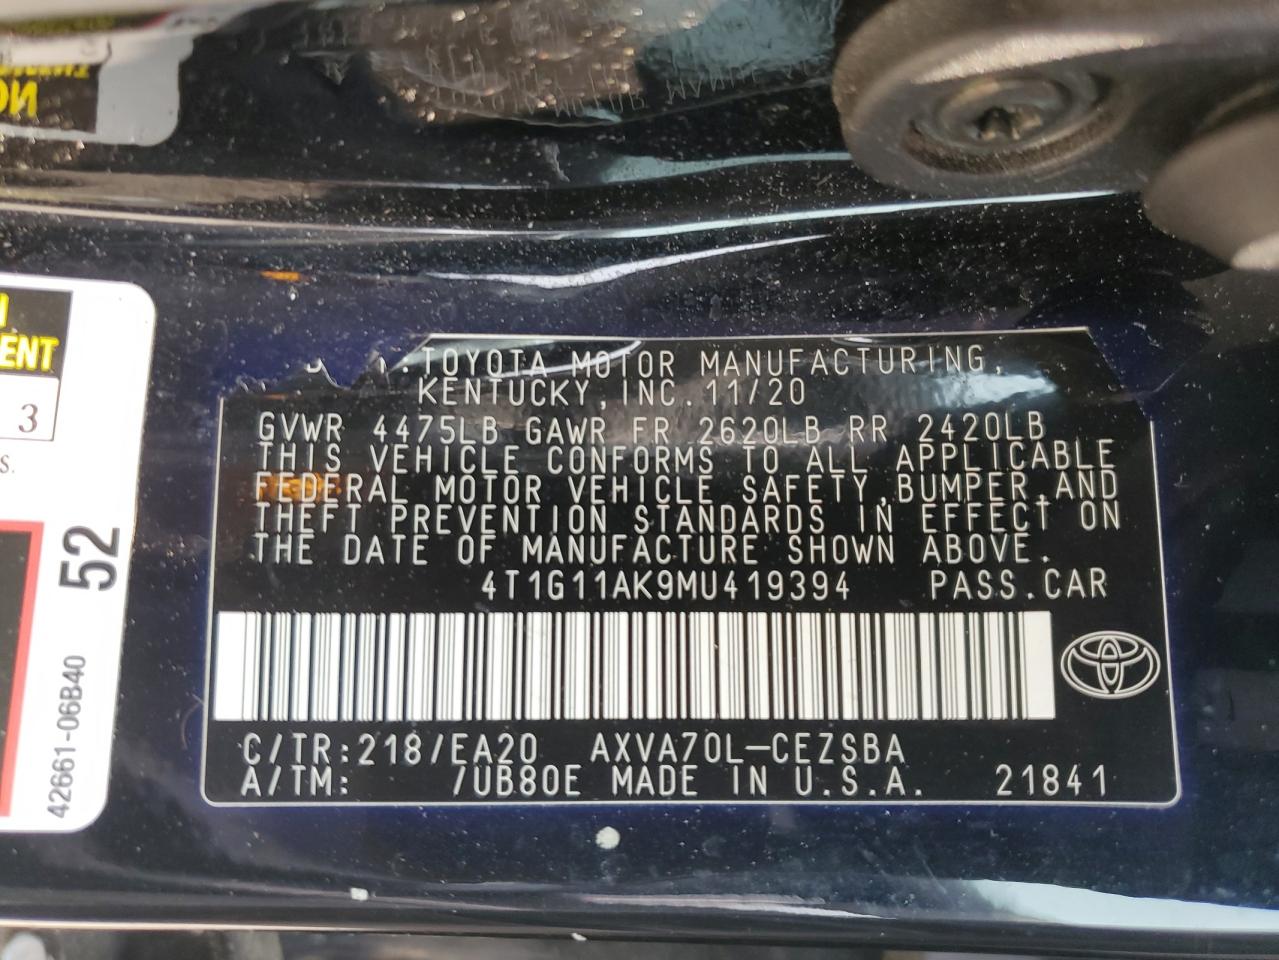 ENT
3
S.
52
42661-06B40
TOYOTA MOTOR MANUFACTURING,
KENTUCKY, INC. 11/20
GVWR 4475LB GAWR FR 2620LB RR 2420LB
THIS VEHICLE CONFORMS TO ALL APPLICABLE
FEDERAL MOTOR VEHICLE SAFETY, BUMPER, AND
THEFT PREVENTION STANDARDS IN EFFECT ON
THE DATE OF MANUFACTURE SHOWN ABOVE.
4T1G11AK9MU419394 PASS.CAR
C/TR:218/EA20 AXVA70L-CEZSBA
A/TM: /UB80E MADE IN U.S.A. 21841